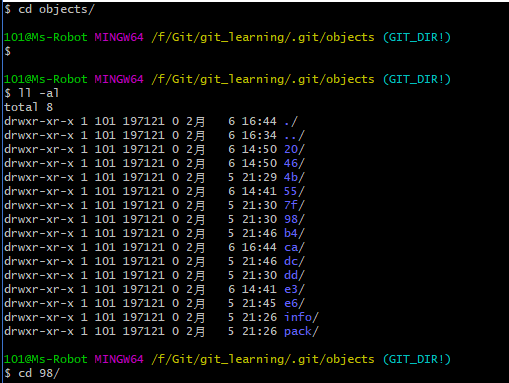 $ cd objects/
101@Ms-Robot MINGW64 /f/Git/git_learning/.git/objects (GIT_DIR!)
$
101@Ms-Robot MINGW64 /f/Git/git_learning/.git/objects (GIT_DIR!)
$ ll -al
total 8
drwxr-xr-x 1 101 197121 0 2月   6 16:44 ./
drwxr-xr-x 1 101 197121 0 2月   6 16:34 ../
drwxr-xr-x 1 101 197121 0 2月   6 14:50 20/
drwxr-xr-x 1 101 197121 0 2月   6 14:50 46/
drwxr-xr-x 1 101 197121 0 2月   5 21:29 4b/
drwxr-xr-x 1 101 197121 0 2月   6 14:41 55/
drwxr-xr-x 1 101 197121 0 2月   5 21:30 7f/
drwxr-xr-x 1 101 197121 0 2月   5 21:30 98/
drwxr-xr-x 1 101 197121 0 2月   5 21:46 b4/
drwxr-xr-x 1 101 197121 0 2月   6 16:44 ca/
drwxr-xr-x 1 101 197121 0 2月   5 21:46 dc/
drwxr-xr-x 1 101 197121 0 2月   5 21:30 dd/
drwxr-xr-x 1 101 197121 0 2月   6 14:41 e3/
drwxr-xr-x 1 101 197121 0 2月   5 21:45 e6/
drwxr-xr-x 1 101 197121 0 2月   5 21:26 info/
drwxr-xr-x 1 101 197121 0 2月   5 21:26 pack/
101@Ms-Robot MINGW64 /f/Git/git_learning/.git/objects (GIT_DIR!)
$ cd 98/